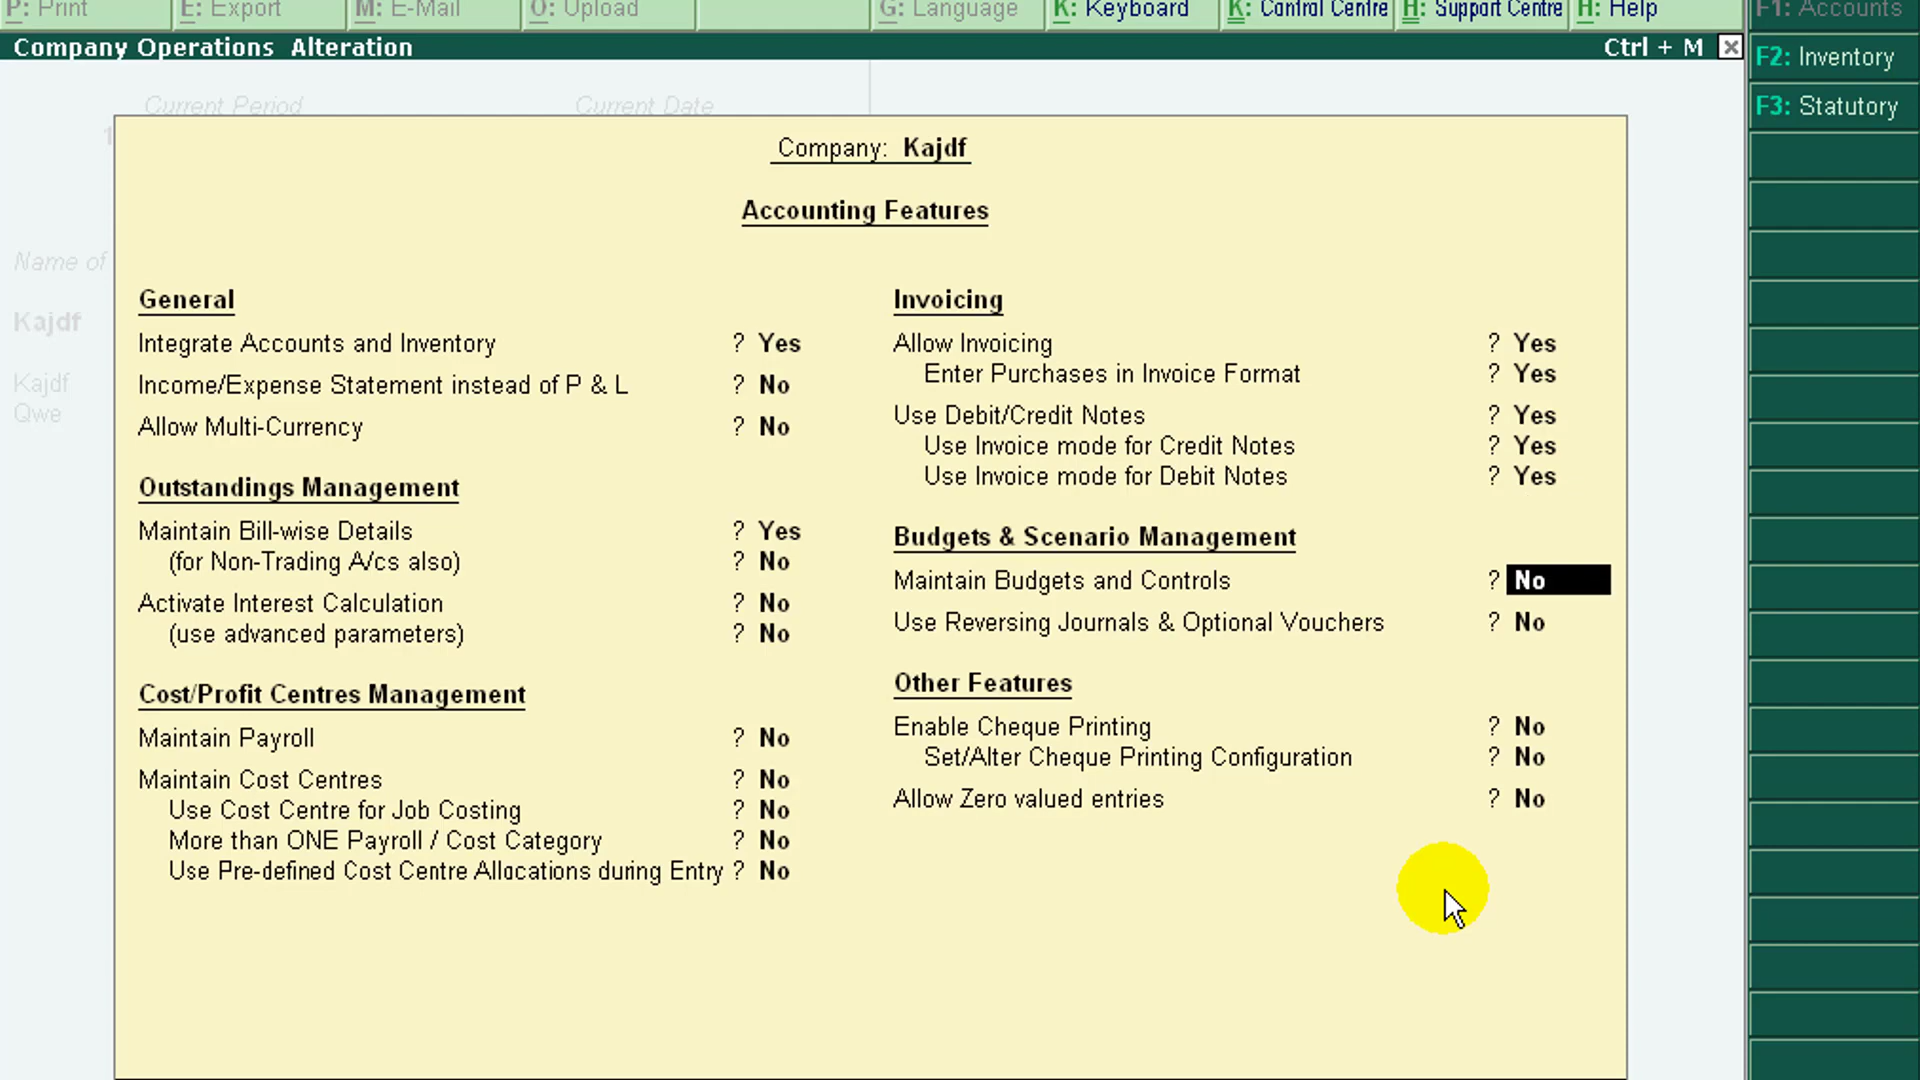 P: Print E: Export M: E-Mail O: Upload G: Language K: Keyboard K: Control Centre H: Support Centre H: Help F1: Accounts
Company Operations Alteration Ctrl + M
F2: Inventory
F3: Statutory
Current Period Current Date
1
Name of
Kajdf
Kajdf
Qwe
Company: Kajdf
Accounting Features
General
Integrate Accounts and Inventory ? Yes
Income/Expense Statement instead of P & L ? No
Allow Multi-Currency ? No
Outstandings Management
Maintain Bill-wise Details ? Yes
(for Non-Trading A/cs also) ? No
Activate Interest Calculation ? No
(use advanced parameters) ? No
Cost/Profit Centres Management
Maintain Payroll ? No
Maintain Cost Centres ? No
Use Cost Centre for Job Costing ? No
More than ONE Payroll / Cost Category ? No
Use Pre-defined Cost Centre Allocations during Entry ? No
Invoicing
Allow Invoicing ? Yes
Enter Purchases in Invoice Format ? Yes
Use Debit/Credit Notes ? Yes
Use Invoice mode for Credit Notes ? Yes
Use Invoice mode for Debit Notes ? Yes
Budgets & Scenario Management
Maintain Budgets and Controls ? No
Use Reversing Journals & Optional Vouchers ? No
Other Features
Enable Cheque Printing ? No
Set/Alter Cheque Printing Configuration ? No
Allow Zero valued entries ? No